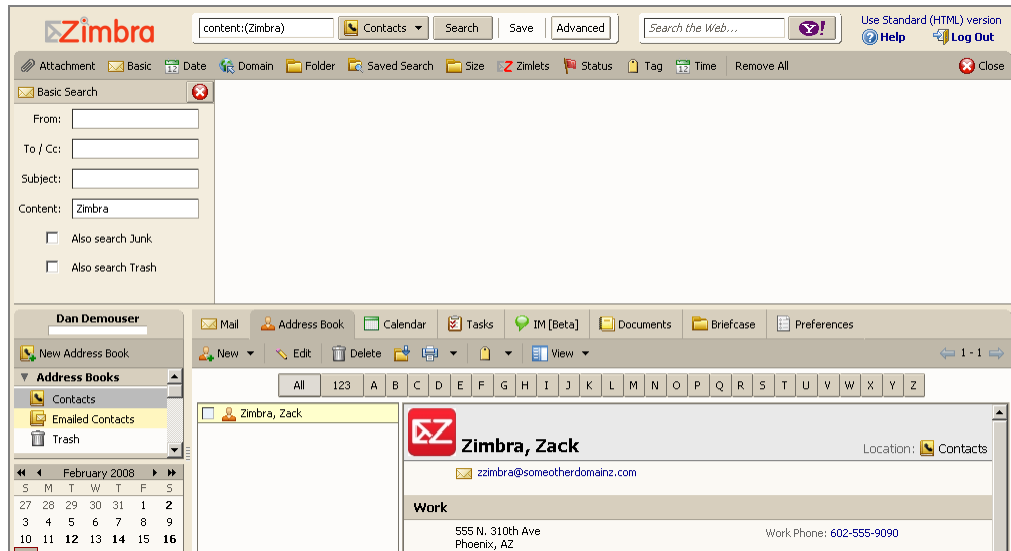 Zimbra
content:(Zimbra) Contacts Search Save Advanced Search the Web... Y! Use Standard (HTML) version
Help Log Out
Attachment Basic 12 Date Domain Folder Saved Search Size Zimlets Status Tag 12 Time Remove All Close
Basic Search
From:
To / Cc:
Subject:
Content: Zimbra
Also search Junk
Also search Trash
Dan Demouser
Mail Address Book Calendar Tasks IM [Beta] Documents Briefcase Preferences
New Address Book
New Edit Delete View 1 - 1
Address Books
Contacts
Emailed Contacts
Trash
All 123 A B C D E F G H I J K L M N O P Q R S T U V W X Y Z
Zimbra, Zack
Zimbra, Zack
Location: Contacts
zzimbra@someotherdomainz.com
Work
555 N. 310th Ave
Phoenix, AZ
Work Phone: 602-555-9090
February 2008
S M T W T F S
27 28 29 30 31 1 2
3 4 5 6 7 8 9
10 11 12 13 14 15 16